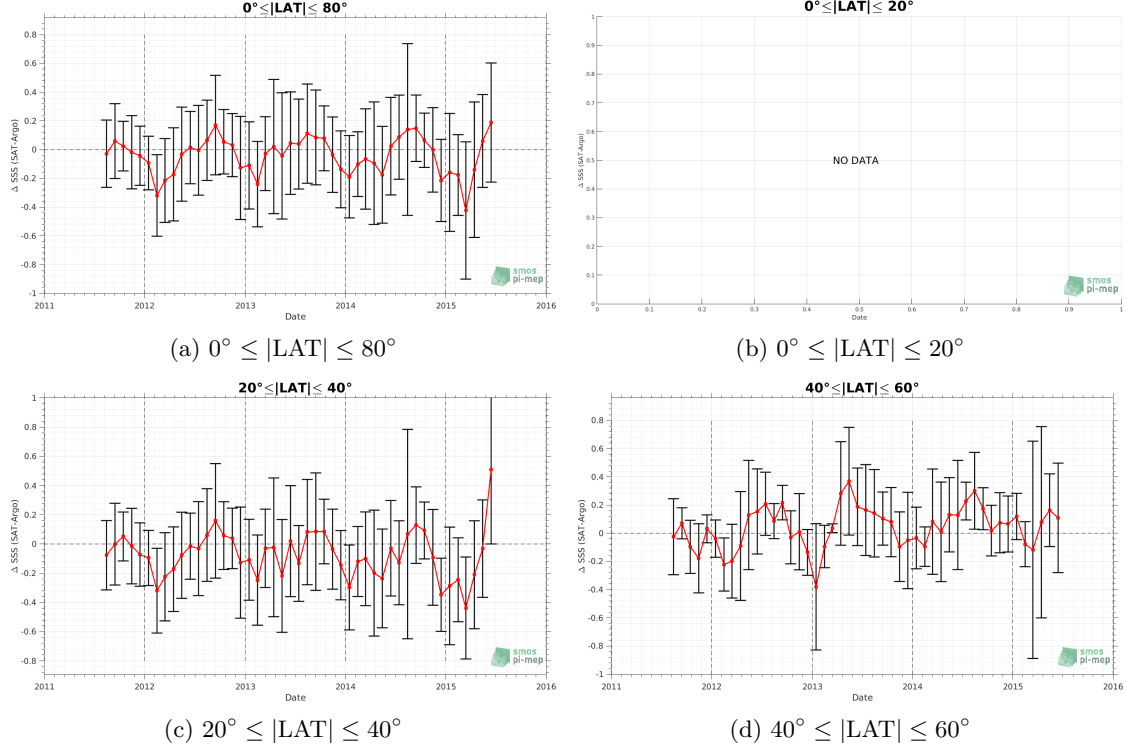 0°≤|LAT|≤ 80°
Δ SSS (SAT-Argo)
0.8
0.6
0.4
0.2
0
-0.2
-0.4
-0.6
-0.8
-1
2011
2012
2013
2014
2015
2016
Date
smos
pi-mep
(a) 0° ≤ |LAT| ≤ 80°
0°≤|LAT|≤ 20°
Δ SSS (SAT-Argo)
1
0.9
0.8
0.7
0.6
0.5
0.4
0.3
0.2
0.1
0
NO DATA
0
0.1
0.2
0.3
0.4
0.5
0.6
0.7
0.8
0.9
1
Date
smos
pi-mep
(b) 0° ≤ |LAT| ≤ 20°
20°≤|LAT|≤ 40°
Δ SSS (SAT-Argo)
1
0.8
0.6
0.4
0.2
0
-0.2
-0.4
-0.6
-0.8
2011
2012
2013
2014
2015
2016
Date
smos
pi-mep
(c) 20° ≤ |LAT| ≤ 40°
40°≤|LAT|≤ 60°
Δ SSS (SAT-Argo)
0.8
0.6
0.4
0.2
0
-0.2
-0.4
-0.6
-0.8
-1
2011
2012
2013
2014
2015
2016
Date
smos
pi-mep
(d) 40° ≤ |LAT| ≤ 60°